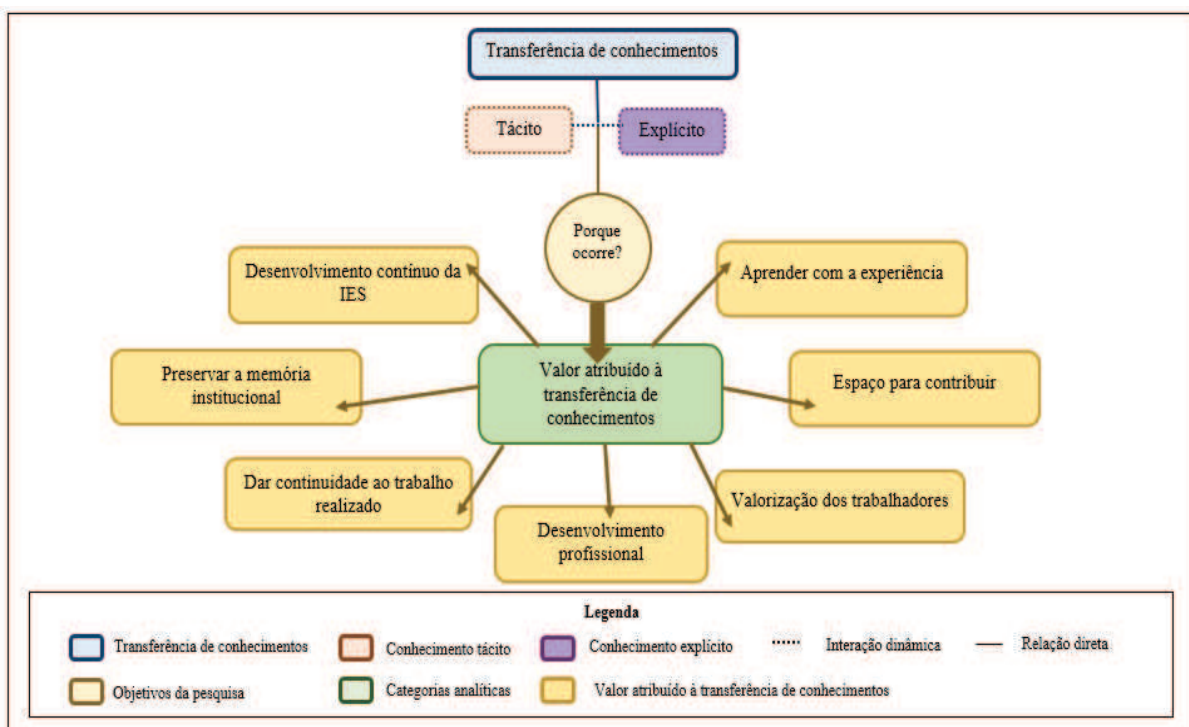 Transferência de conhecimentos
Tácito
Explícito
Porque
ocorre?
Desenvolvimento contínuo da
IES
Aprender com a experiência
Preservar a memória
institucional
Valor atribuído à
transferência de
conhecimentos
Espaço para contribuir
Dar continuidade ao trabalho
realizado
Desenvolvimento
profissional
Valorização dos trabalhadores
Legenda
Transferência de conhecimentos
Conhecimento tácito
Conhecimento explícito
Interação dinâmica
Relação direta
Objetivos da pesquisa
Categorias analíticas
Valor atribuído à transferência de conhecimentos